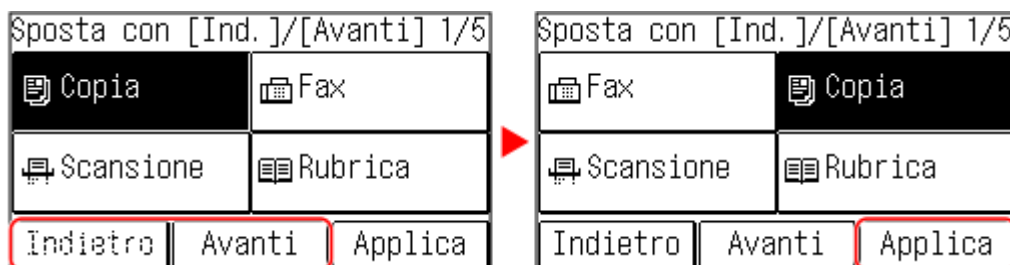 Sposta con [Ind.]/[Avanti] 1/5
Copia Fax
Scansione Rubrica
Indietro Avanti Applica
Sposta con [Ind.]/[Avanti] 1/5
Fax Copia
Scansione Rubrica
Indietro Avanti Applica